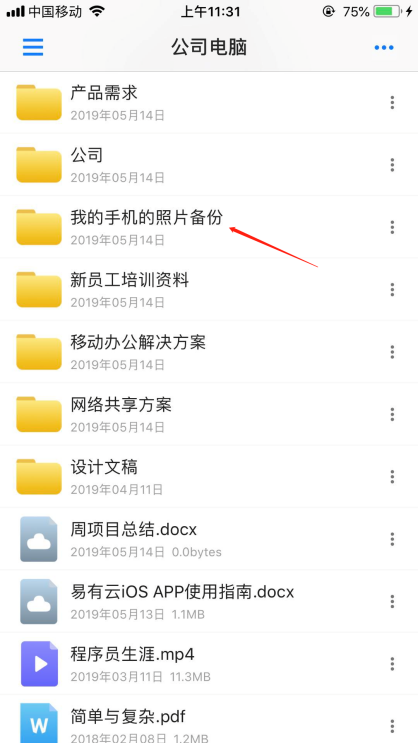 中国移动 上午11:31 75%
公司电脑
产品需求
2019年05月14日
公司
2019年05月14日
我的手机的照片备份
2019年05月14日
新员工培训资料
2019年05月14日
移动办公解决方案
2019年05月14日
网络共享方案
2019年05月14日
设计文稿
2019年04月11日
周项目总结.docx
2019年05月14日 0.0bytes
易有云iOS APP使用指南.docx
2019年05月13日 1.1MB
程序员生涯.mp4
2019年03月11日 11.3MB
W
简单与复杂.pdf
2018年02月08日 1.2MB